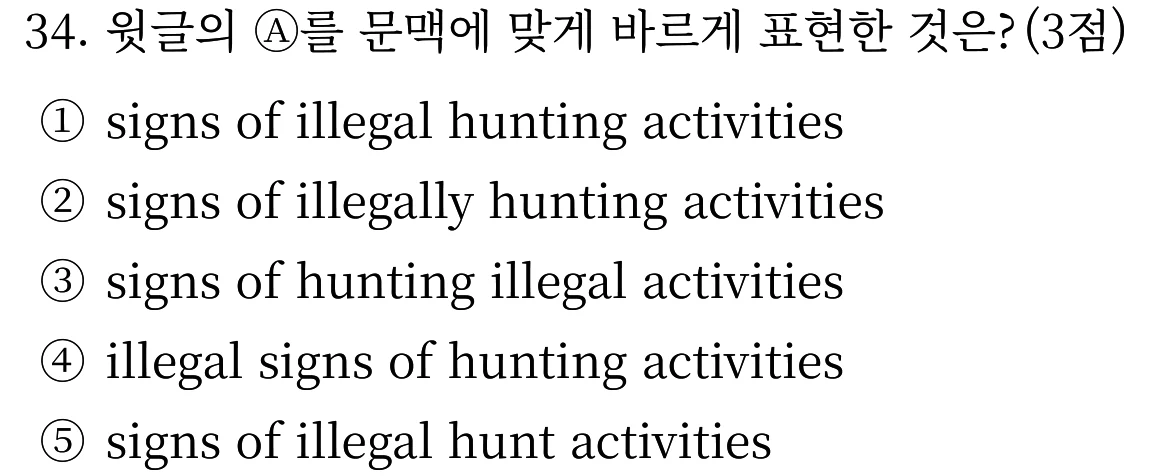 34. 윗글의 Ⓐ를 문맥에 맞게 바르게 표현한 것은?(3점)
① signs of illegal hunting activities
② signs of illegally hunting activities
③ signs of hunting illegal activities
④ illegal signs of hunting activities
⑤ signs of illegal hunt activities